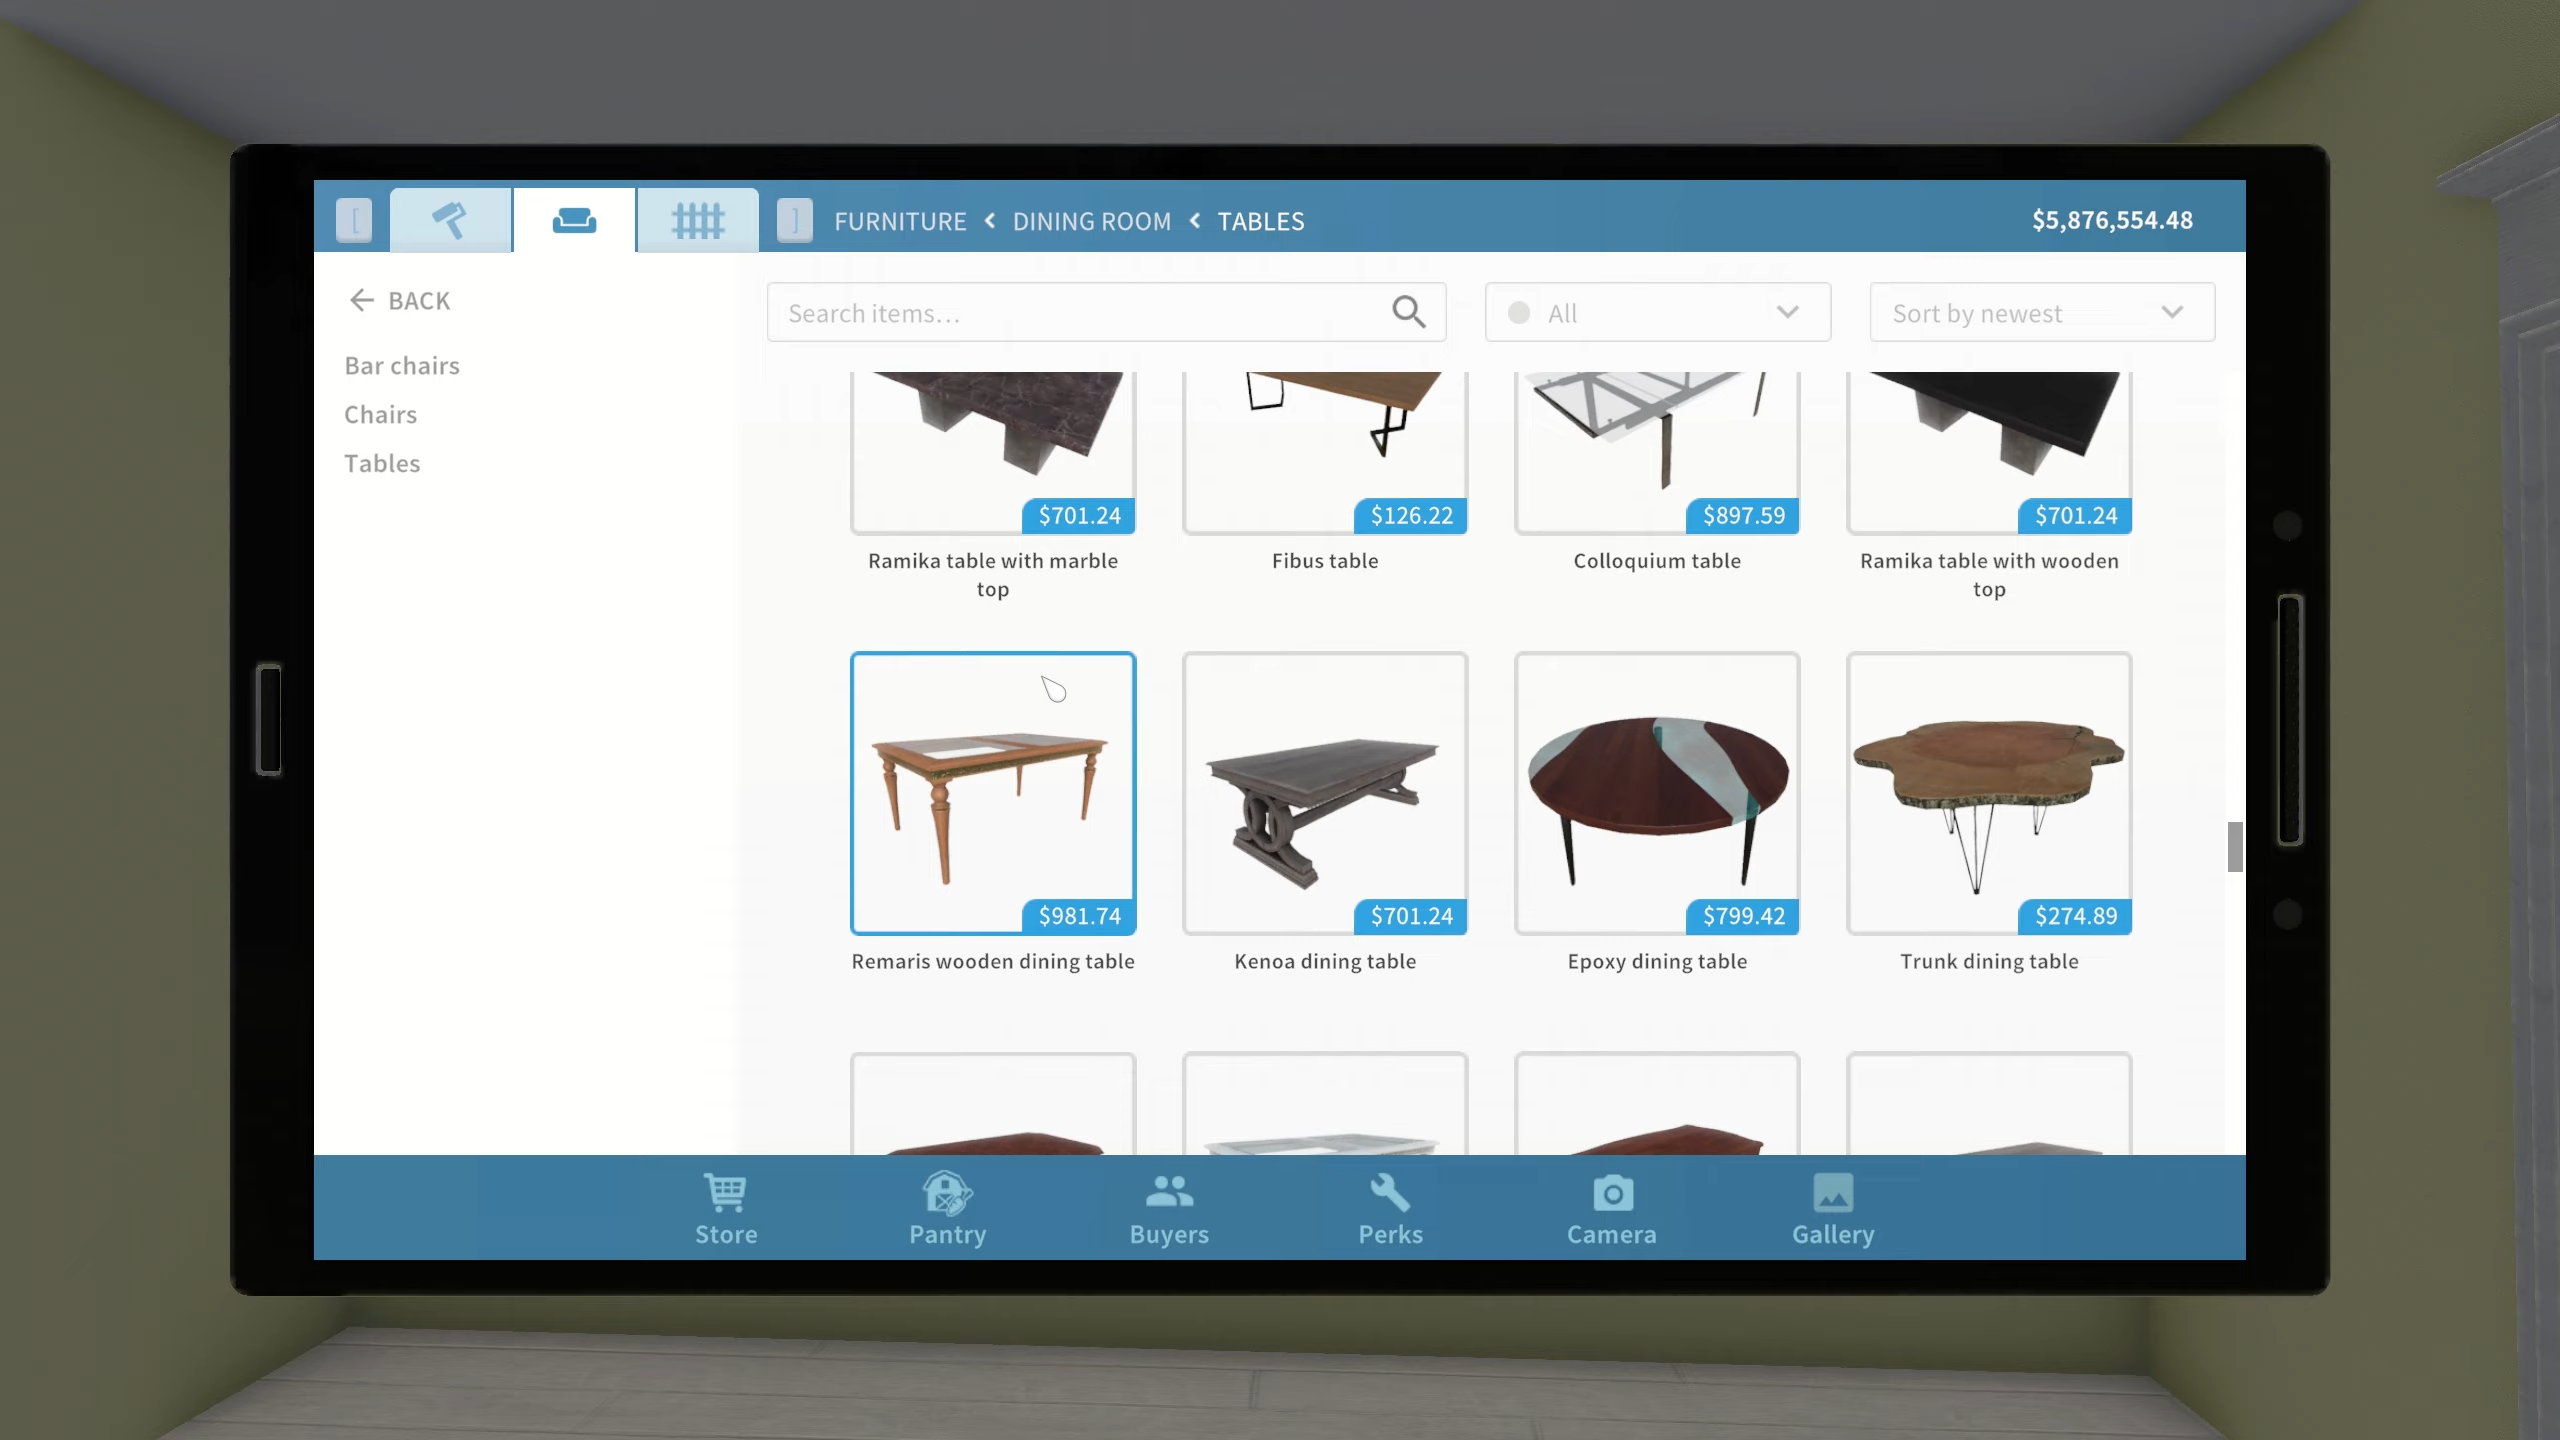 [ ] FURNITURE < DINING ROOM < TABLES $5,876,554.48
BACK
Search items...
All
Sort by newest
Bar chairs
Chairs
Tables
$701.24 $126.22 $897.59 $701.24
Ramika table with marble
top
Fibus table
Colloquium table
Ramika table with wooden
top
$981.74 $701.24 $799.42 $274.89
Remaris wooden dining table
Kenoa dining table
Epoxy dining table
Trunk dining table
Store Pantry Buyers Perks Camera Gallery